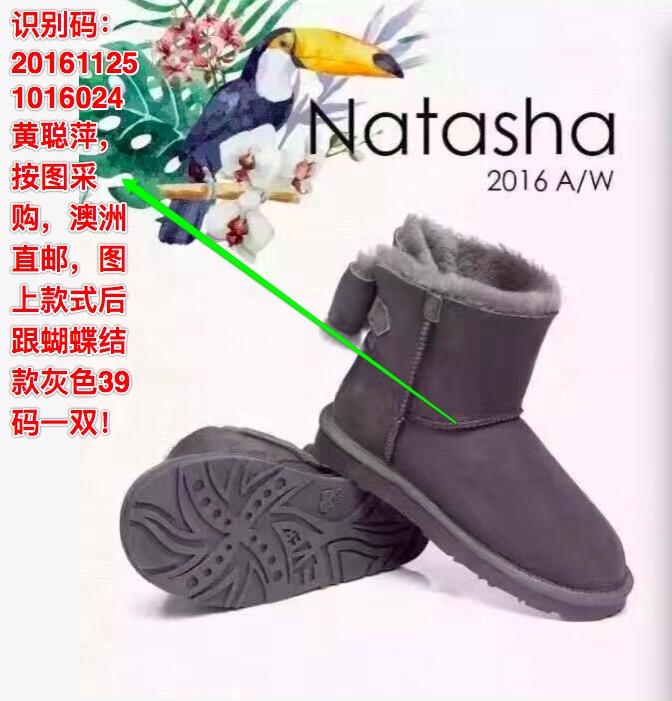 识别码：
20161125
1016024
黄聪萍，
按图采
购，澳洲
直邮，图
上款式后
跟蝴蝶结
款灰色39
码一双！
Natasha
2016 A/W